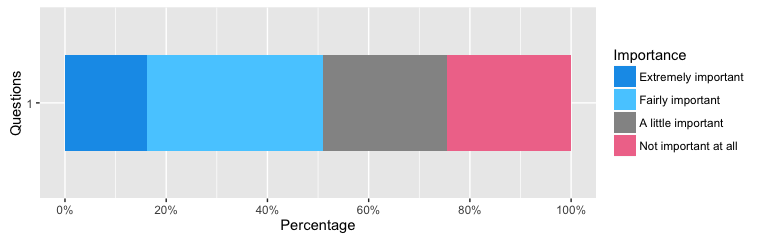 Questions
1
0%
20%
40%
60%
80%
100%
Percentage
Importance
Extremely important
Fairly important
A little important
Not important at all